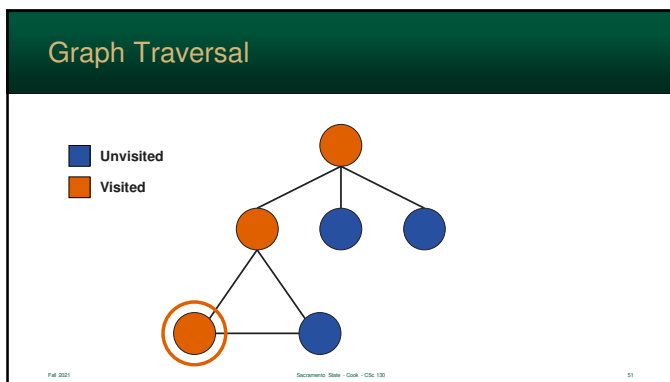 Graph Traversal
Unvisited
Visited
Fall 2021
Sacramento State - Cook - CSc 130
51